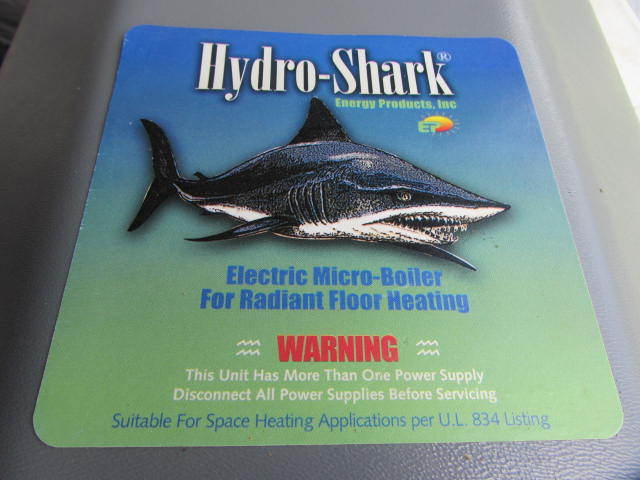 Hydro-Shark®
Energy Products, Inc
EP
Electric Micro-Boiler
For Radiant Floor Heating
WARNING
This Unit Has More Than One Power Supply
Disconnect All Power Supplies Before Servicing
Suitable For Space Heating Applications per U.L. 834 Listing